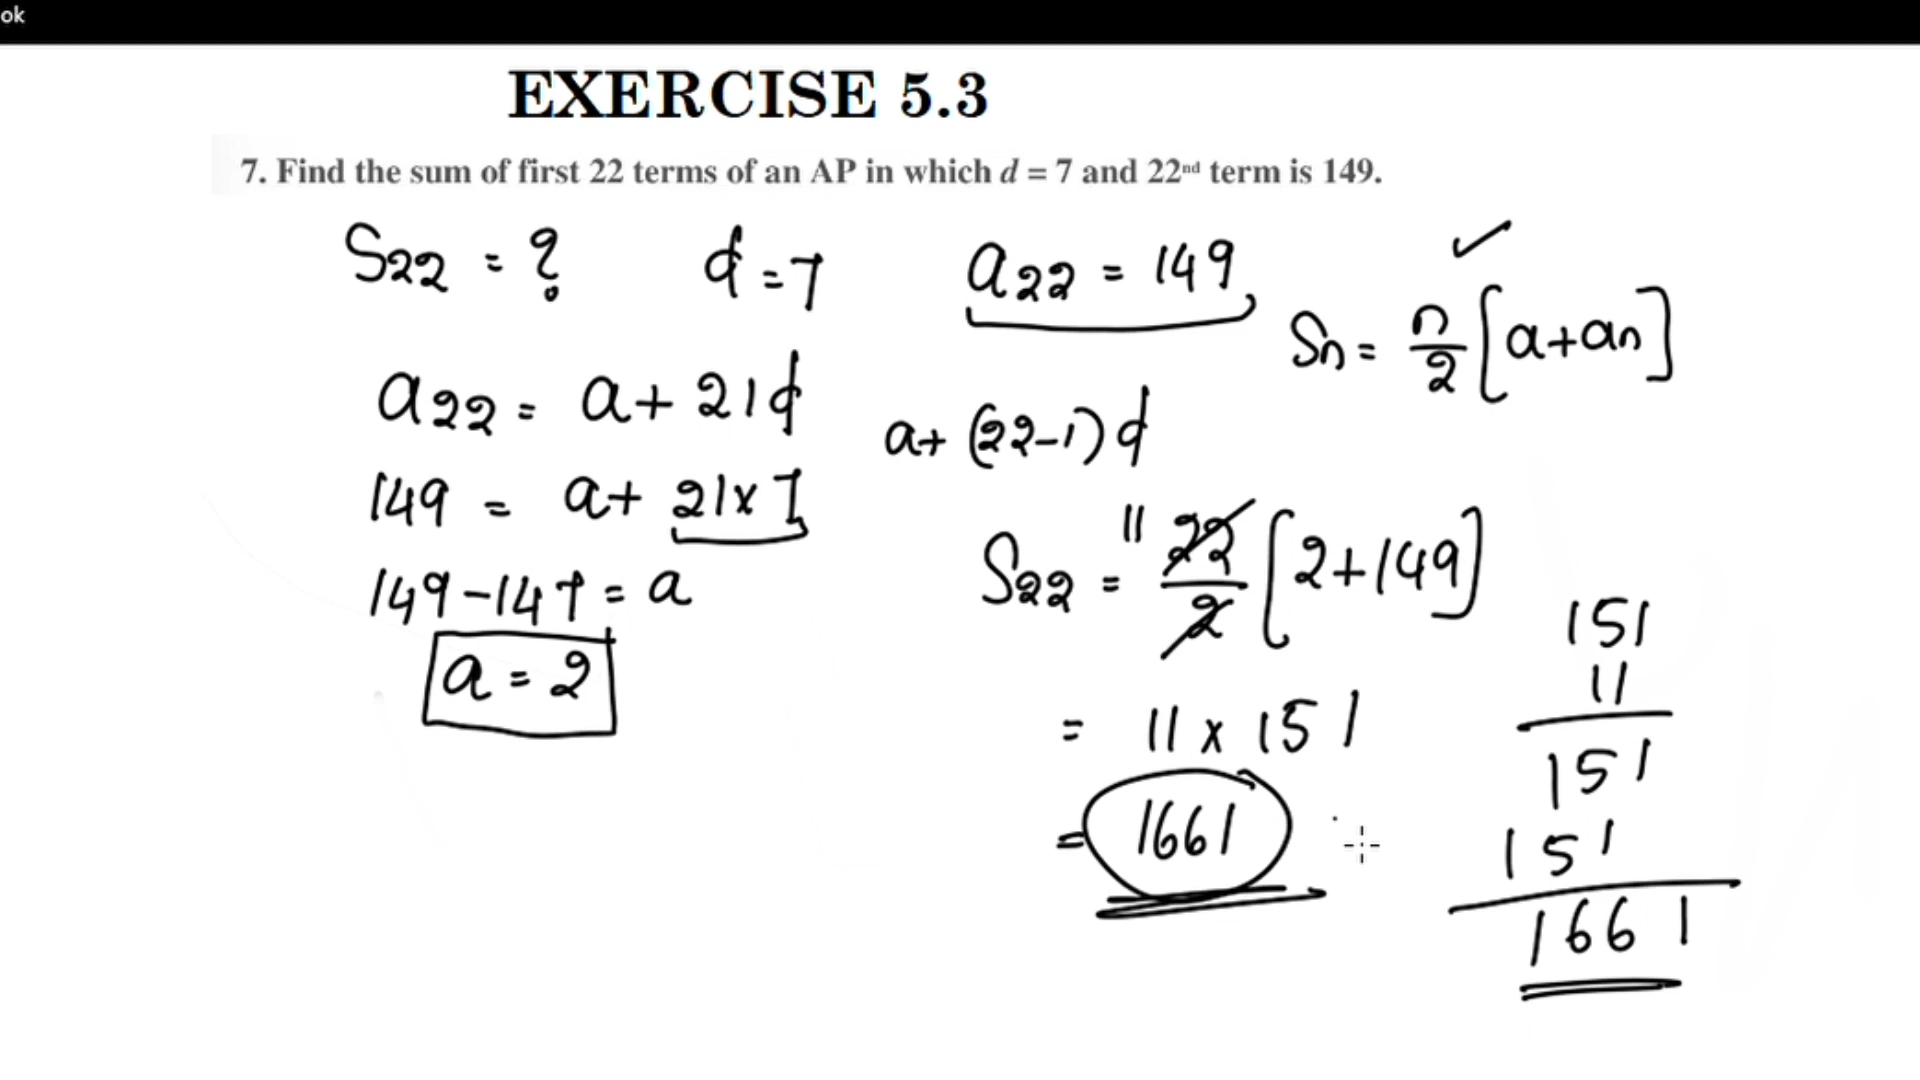 ok
EXERCISE 5.3
7. Find the sum of first 22 terms of an AP in which d = 7 and 22nd term is 149.
S22 = ?
d = 7
a22 = 149
Sn = n/2 [a+an]
a22 = a + 21d
a+ (22-1) d
149 = a+ 21x7
149-147 = a
a = 2
S22 = 11 22/2 [2+149]
= 11 x 151
= 1661
151
11
151
151
1661